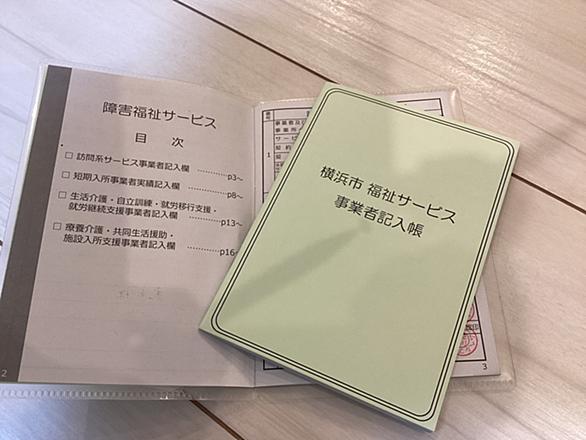 障害福祉サービス
目 次
□ 訪問系サービス事業者記入欄 ………p3～
□ 短期入所事業者実績記入欄 ………p8～
□ 生活介護・自立訓練・就労移行支援・
就労継続支援事業者記入欄 ………p13～
□ 療養介護・共同生活援助・
施設入所支援事業者記入欄 ………p16～
2
1
3
横浜市 福祉サービス
事業者記入帳